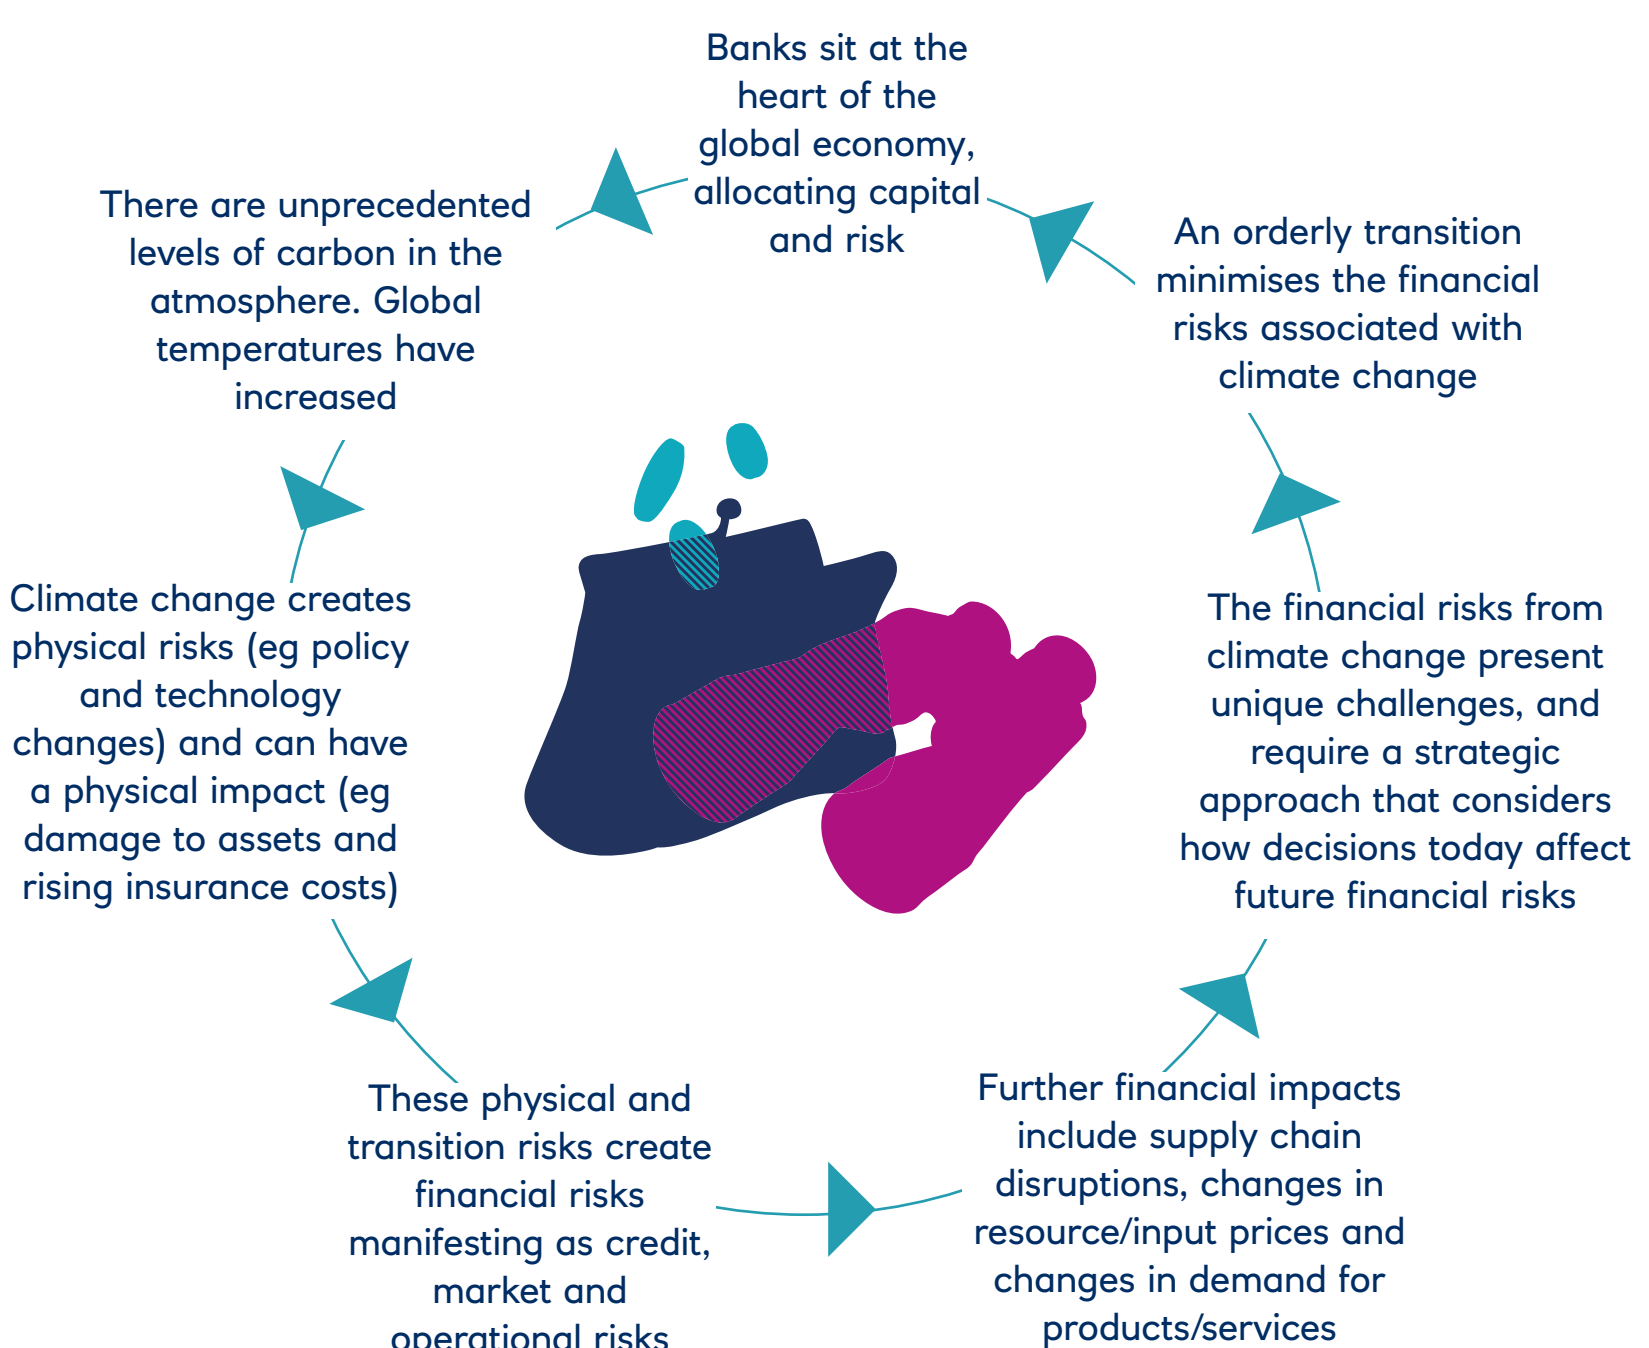 Banks sit at the
heart of the
global economy,
allocating capital
and risk
There are unprecedented
levels of carbon in the
atmosphere. Global
temperatures have
increased
An orderly transition
minimises the financial
risks associated with
climate change
Climate change creates
physical risks (eg policy
and technology
changes) and can have
a physical impact (eg
damage to assets and
rising insurance costs)
The financial risks from
climate change present
unique challenges, and
require a strategic
approach that considers
how decisions today affect
future financial risks
These physical and
transition risks create
financial risks
manifesting as credit,
market and
operational risks
Further financial impacts
include supply chain
disruptions, changes in
resource/input prices and
changes in demand for
products/services